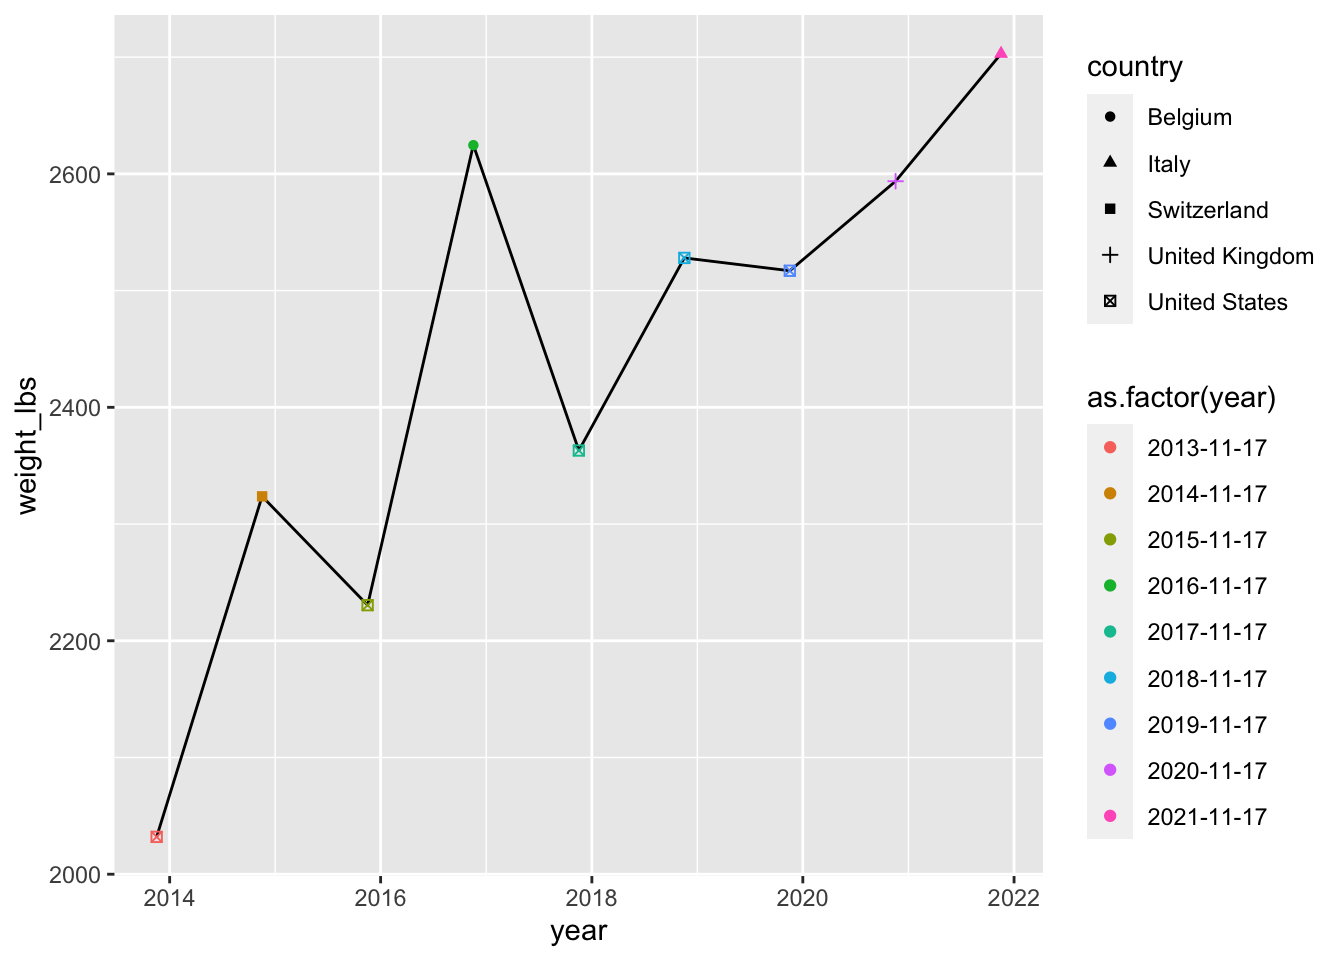 weight_lbs
2600
2400
2200
2000
2014 2016 2018 2020 2022
year
country
Belgium
Italy
Switzerland
United Kingdom
United States
as.factor(year)
2013-11-17
2014-11-17
2015-11-17
2016-11-17
2017-11-17
2018-11-17
2019-11-17
2020-11-17
2021-11-17